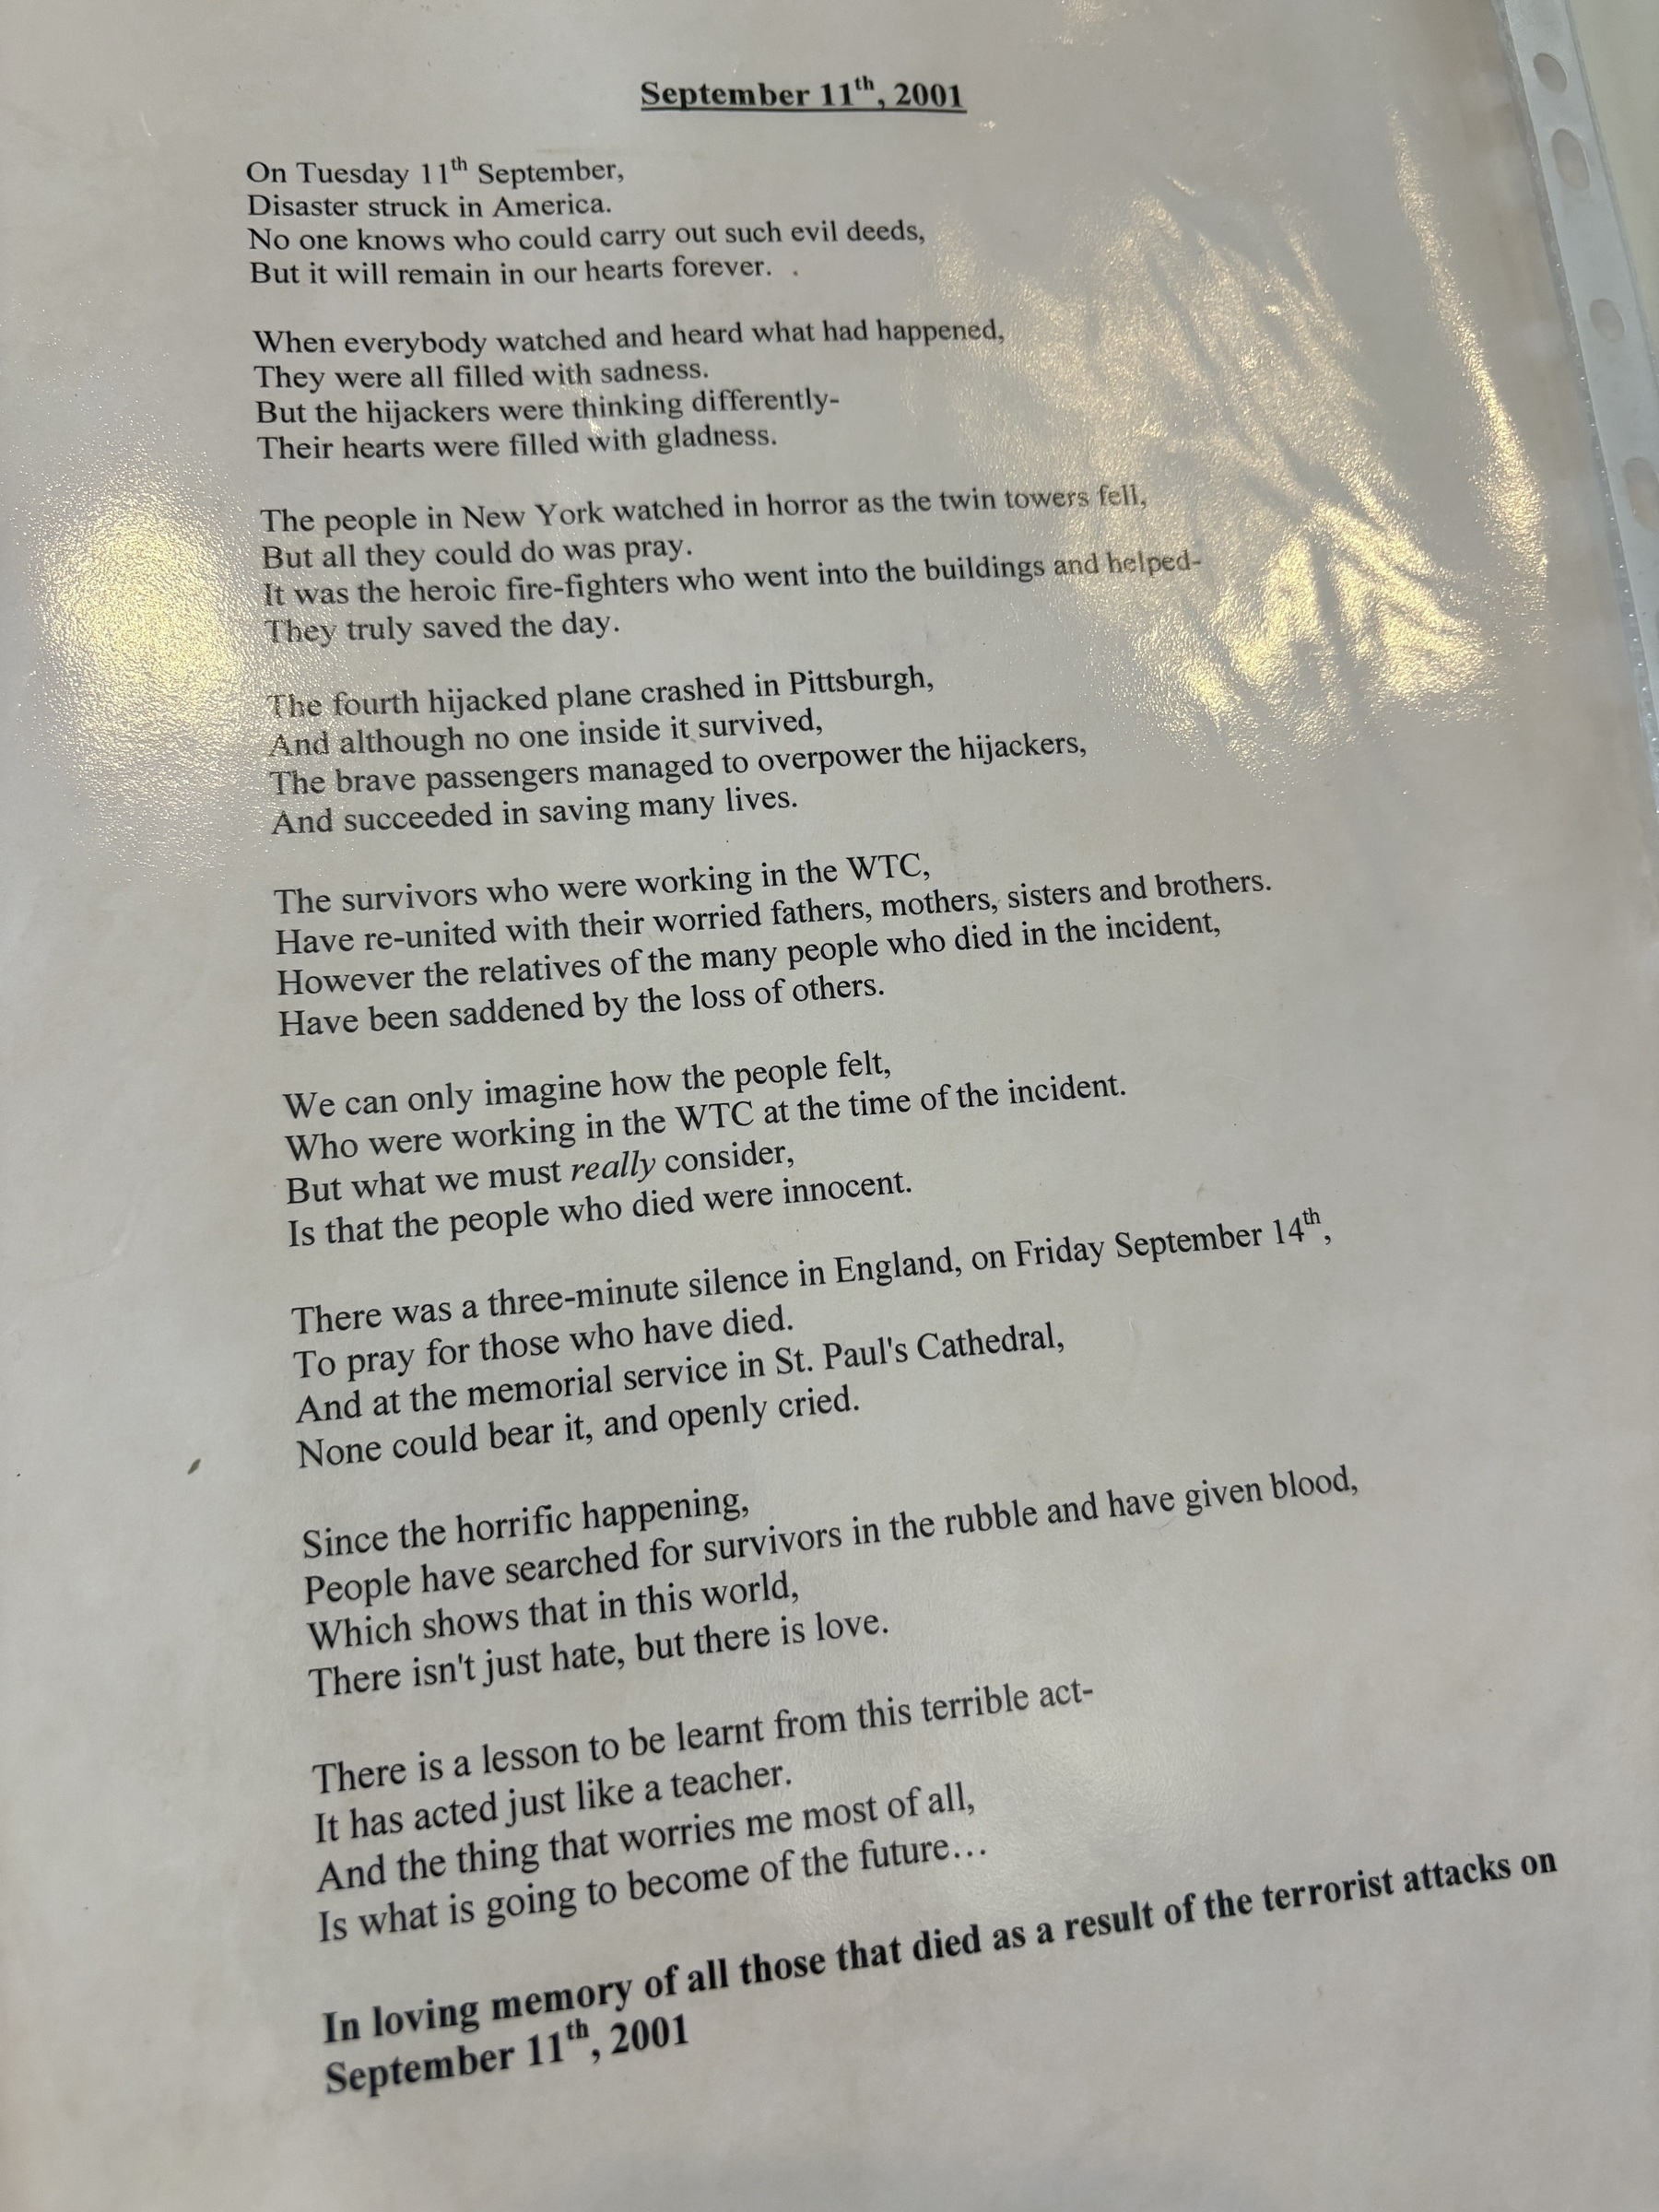 September 11th, 2001
On Tuesday 11th September,
Disaster struck in America.
No one knows who could carry out such evil deeds,
But it will remain in our hearts forever. .
When everybody watched and heard what had happened,
They were all filled with sadness.
But the hijackers were thinking differently-
Their hearts were filled with gladness.
The people in New York watched in horror as the twin towers fell,
But all they could do was pray.
It was the heroic fire-fighters who went into the buildings and helped-
They truly saved the day.
The fourth hijacked plane crashed in Pittsburgh,
And although no one inside it survived,
The brave passengers managed to overpower the hijackers,
And succeeded in saving many lives.
The survivors who were working in the WTC,
Have re-united with their worried fathers, mothers, sisters and brothers.
However the relatives of the many people who died in the incident,
Have been saddened by the loss of others.
We can only imagine how the people felt,
Who were working in the WTC at the time of the incident.
But what we must really consider,
Is that the people who died were innocent.
There was a three-minute silence in England, on Friday September 14th,
To pray for those who have died.
And at the memorial service in St. Paul's Cathedral,
None could bear it, and openly cried.
Since the horrific happening,
People have searched for survivors in the rubble and have given blood,
Which shows that in this world,
There isn't just hate, but there is love.
There is a lesson to be learnt from this terrible act-
It has acted just like a teacher.
And the thing that worries me most of all,
Is what is going to become of the future…
In loving memory of all those that died as a result of the terrorist attacks on
September 11th, 2001